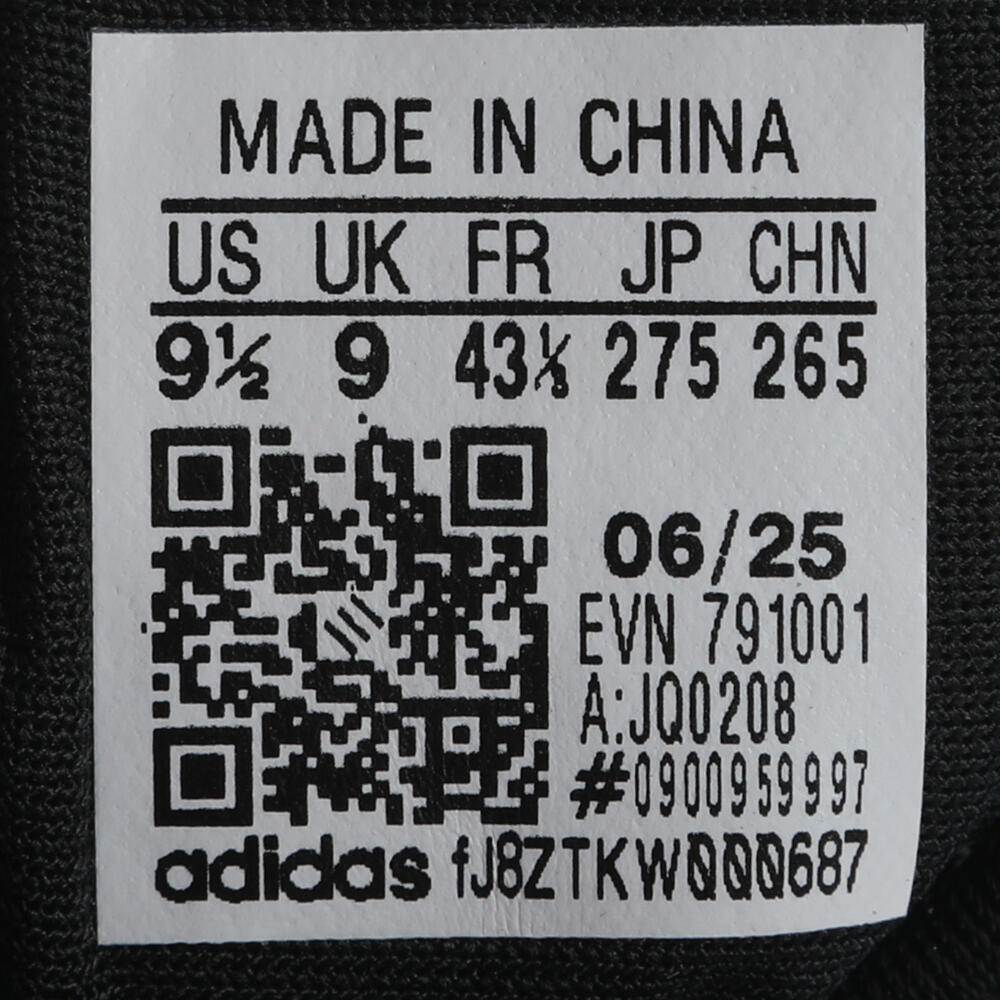 MADE IN CHINA
US UK FR JP CHN
9½ 9 43⅓ 275 265
06/25
EVN 791001
A:JQ0208
#0900959997
adidas fJ8ZTKW000687